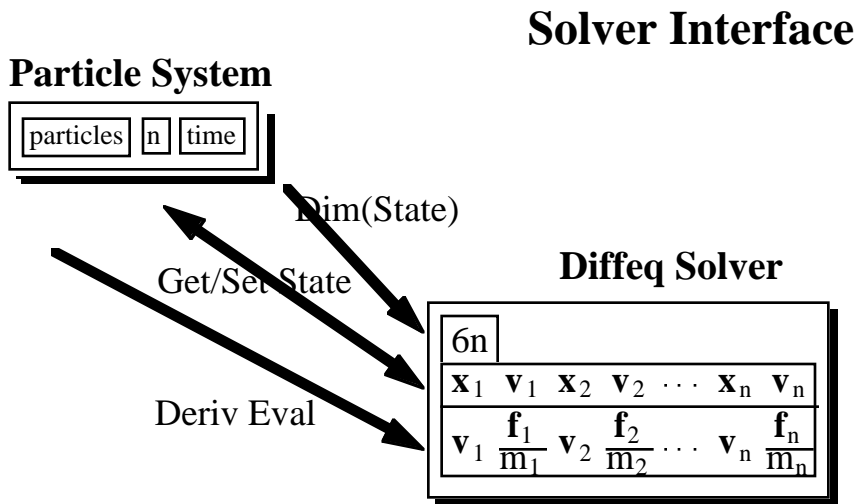 Solver Interface
Particle System
particles n time
Dim(State)
Get/Set State
Diffeq Solver
6n
x₁ v₁ x₂ v₂ ··· xₙ vₙ
Deriv Eval
v₁ f₁/m₁ v₂ f₂/m₂ ··· vₙ fₙ/mₙ